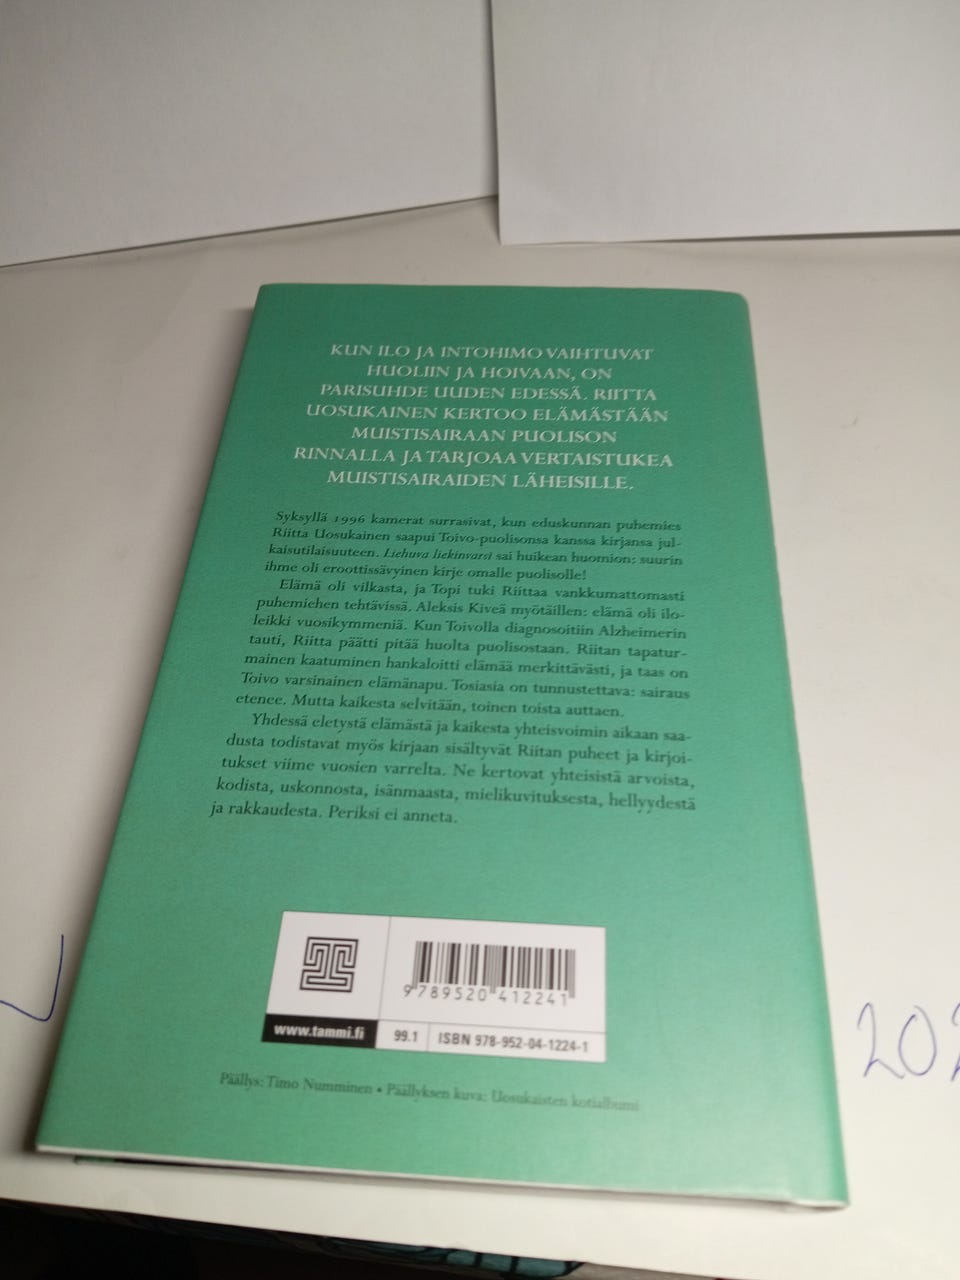 KUN ILO JA INTOHIMO VAIHTUVAT
HUOLIIN JA HOIVAAN, ON
PARISUHDE UUDEN EDESSÄ. RIITTA
UOSUKAINEN KERTOO ELÄMÄSTÄÄN
MUISTISAIRAAN PUOLISON
RINNALLA JA TARJOAA VERTAISTUKEA
MUISTISAIRAIDEN LÄHEISILLE.
Syksyllä 1996 kamerat surrasivat, kun eduskunnan puhemies
Riitta Uosukainen saapui Toivo-puolisonsa kanssa kirjansa jul-
kaisutilaisuuteen. Liehuva liekinvarsi sai huikean huomion: suurin
ihme oli eroottissävyinen kirje omalle puolisolle!
Elämä oli vilkasta, ja Topi tuki Riittaa vankkumattomasti
puhemiehen tehtävissä. Aleksis Kiveä myötäillen: elämä oli ilo-
leikki vuosikymmeniä. Kun Toivolla diagnosoitiin Alzheimerin
tauti, Riitta päätti pitää huolta puolisostaan. Riitan tapatur-
mainen kaatuminen hankaloitti elämää merkittävästi, ja taas on
Toivo varsinainen elämänapu. Tosiasia on tunnustettava: sairaus
etenee. Mutta kaikesta selvitään, toinen toista auttaen.
Yhdessä eletystä elämästä ja kaikesta yhteisvoimin aikaan saa-
dusta todistavat myös kirjaan sisältyvät Riitan puheet ja kirjoi-
tukset viime vuosien varrelta. Ne kertovat yhteisistä arvoista,
kodista, uskonnosta, isänmaasta, mielikuvituksesta, hellyydestä
ja rakkaudesta. Periksi ei anneta.
9 789520 412241
www.tammi.fi 99.1 ISBN 978-952-04-1224-1
Päällys: Timo Numminen • Päällyksen kuva: Uosukaisten kotialbumi
202